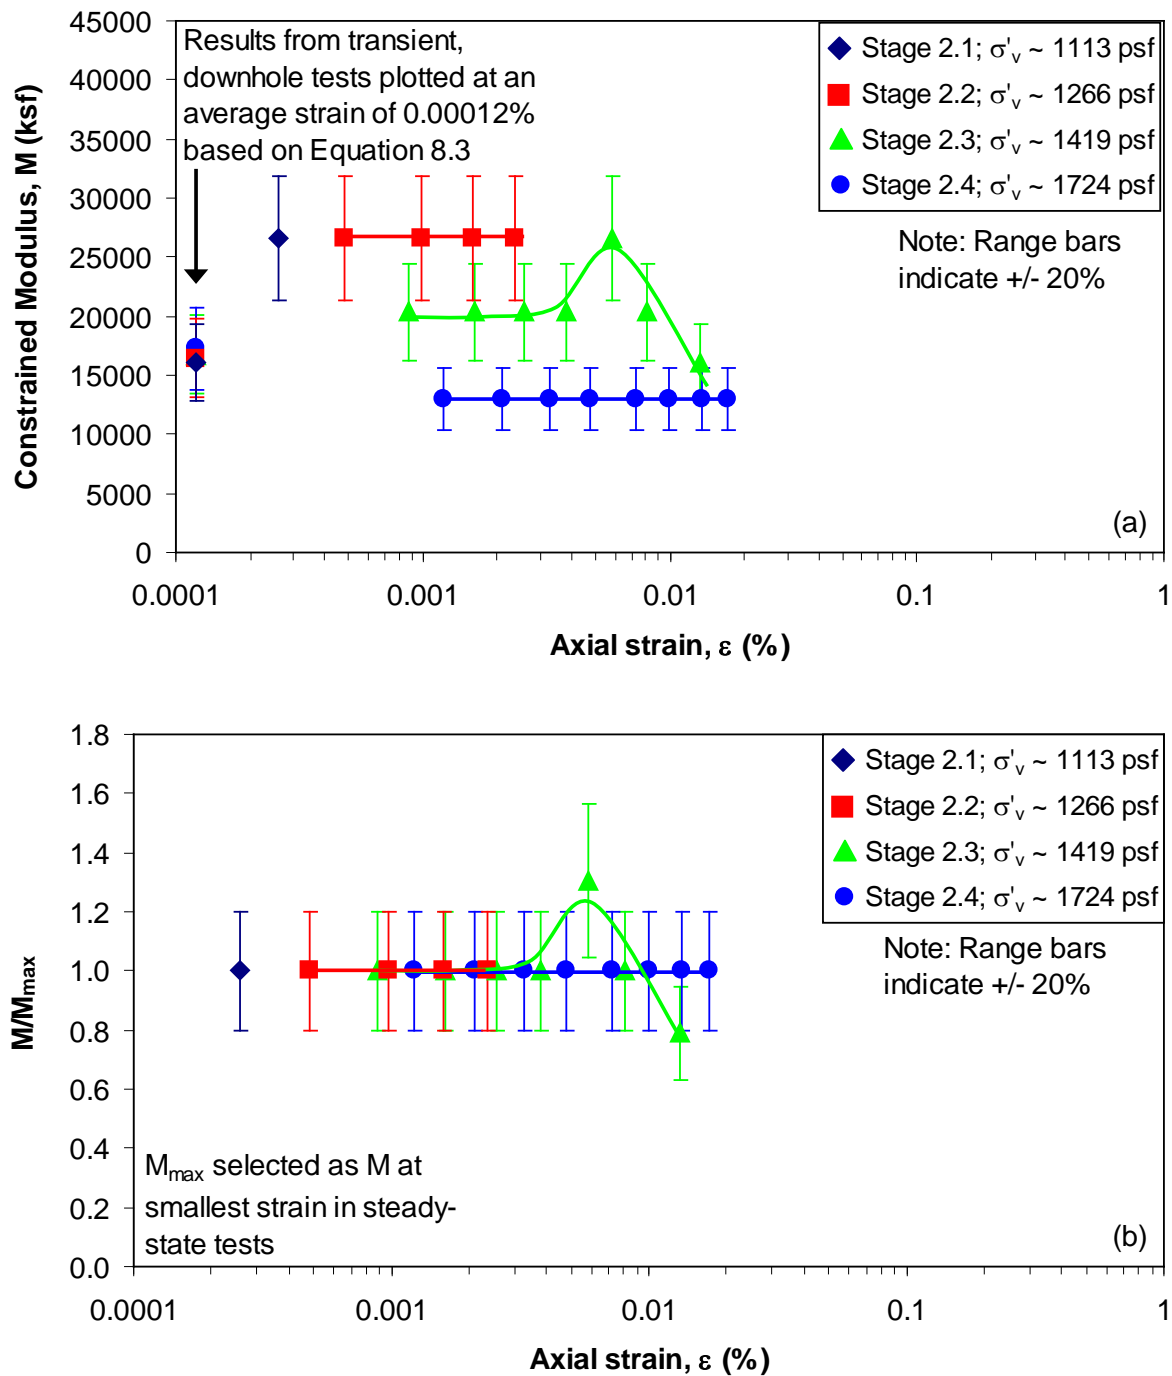 45000
40000
35000
30000
25000
20000
15000
10000
5000
0
Constrained Modulus, M (ksf)
Results from transient,
downhole tests plotted at an
average strain of 0.00012%
based on Equation 8.3
Stage 2.1; σ'v ~ 1113 psf
Stage 2.2; σ'v ~ 1266 psf
Stage 2.3; σ'v ~ 1419 psf
Stage 2.4; σ'v ~ 1724 psf
Note: Range bars
indicate +/- 20%
(a)
0.0001 0.001 0.01 0.1 1
Axial strain, ε (%)
1.8
1.6
1.4
1.2
1.0
0.8
0.6
0.4
0.2
0.0
M/Mmax
Stage 2.1; σ'v ~ 1113 psf
Stage 2.2; σ'v ~ 1266 psf
Stage 2.3; σ'v ~ 1419 psf
Stage 2.4; σ'v ~ 1724 psf
Note: Range bars
indicate +/- 20%
Mmax selected as M at
smallest strain in steady-
state tests
(b)
0.0001 0.001 0.01 0.1 1
Axial strain, ε (%)